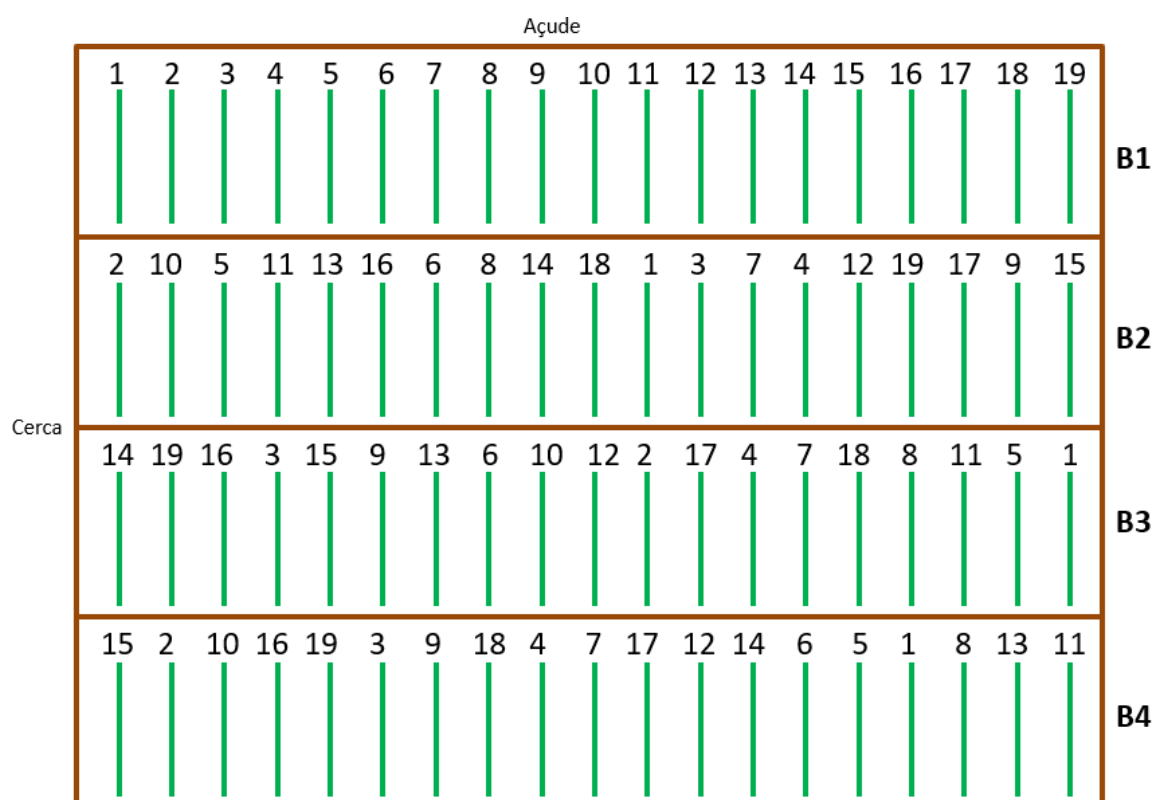 Açude
1 2 3 4 5 6 7 8 9 10 11 12 13 14 15 16 17 18 19
B1
2 10 5 11 13 16 6 8 14 18 1 3 7 4 12 19 17 9 15
B2
Cerca
14 19 16 3 15 9 13 6 10 12 2 17 4 7 18 8 11 5 1
B3
15 2 10 16 19 3 9 18 4 7 17 12 14 6 5 1 8 13 11
B4